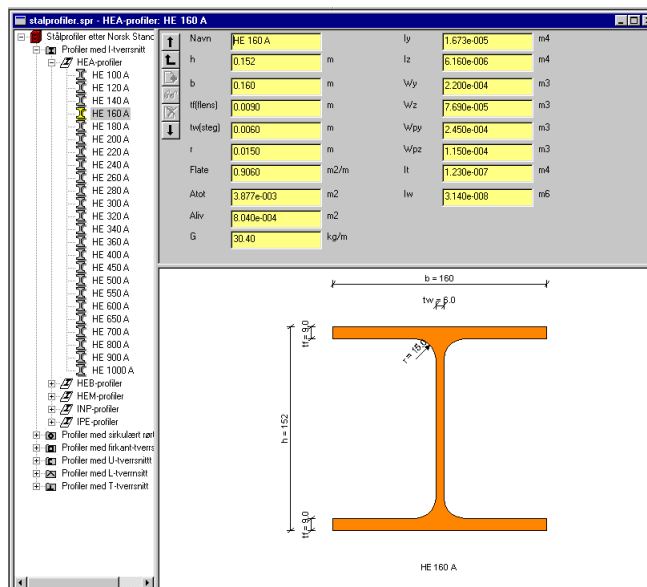 stalprofiler.spr - HEA-profiler: HE 160 A
Stålprofiler etter Norsk Stand
Profiler med I-tverrsnitt
HEA-profiler
HE 100 A
HE 120 A
HE 140 A
HE 160 A
HE 180 A
HE 200 A
HE 220 A
HE 240 A
HE 260 A
HE 280 A
HE 300 A
HE 320 A
HE 340 A
HE 360 A
HE 400 A
HE 450 A
HE 500 A
HE 550 A
HE 600 A
HE 650 A
HE 700 A
HE 800 A
HE 900 A
HE 1000 A
HEB-profiler
HEM-profiler
INP-profiler
IPE-profiler
Profiler med sirkulært rørt
Profiler med firkant-tverrs
Profiler med U-tverrsnittt
Profiler med L-tverrnsitt
Profiler med T-tverrsnitt
Navn HE 160 A
h 0.152 m
b 0.160 m
tf(flens) 0.0090 m
tw(steg) 0.0060 m
r 0.0150 m
Flate 0.9060 m2/m
Atot 3.877e-003 m2
Aliv 8.040e-004 m2
G 30.40 kg/m
Iy 1.673e-005 m4
Iz 6.160e-006 m4
Wy 2.200e-004 m3
Wz 7.690e-005 m3
Wpy 2.450e-004 m3
Wpz 1.150e-004 m3
It 1.230e-007 m4
Iw 3.140e-008 m6
b = 160
tw = 6.0
tf = 9.0
r = 15.0
h = 152
tf = 9.0
HE 160 A